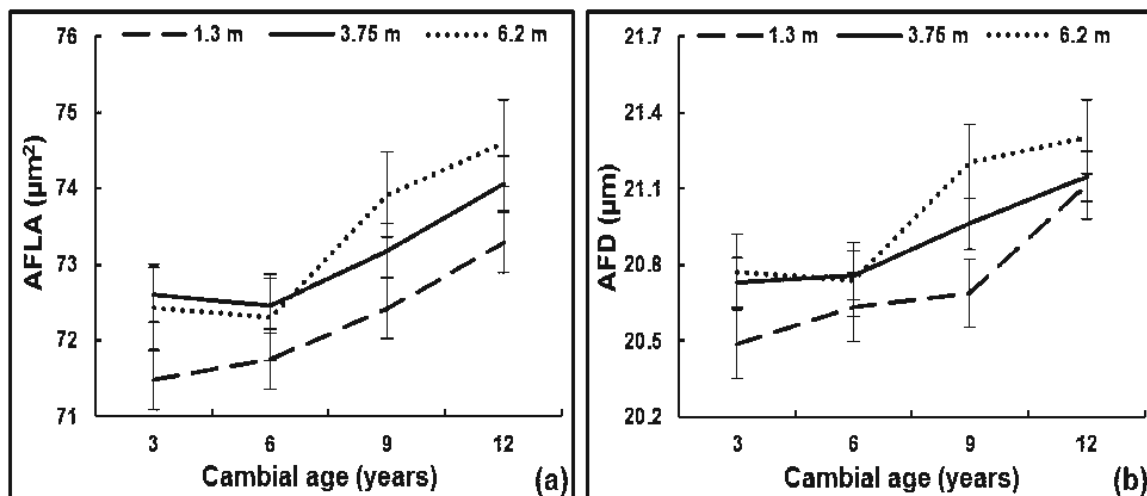 1.3 m 3.75 m 6.2 m
76
75
74
73
72
71
AFLA (µm²)
3 6 9 12
Cambial age (years)
(a)
1.3 m 3.75 m 6.2 m
21.7
21.4
21.1
20.8
20.5
20.2
AFD (µm)
3 6 9 12
Cambial age (years)
(b)